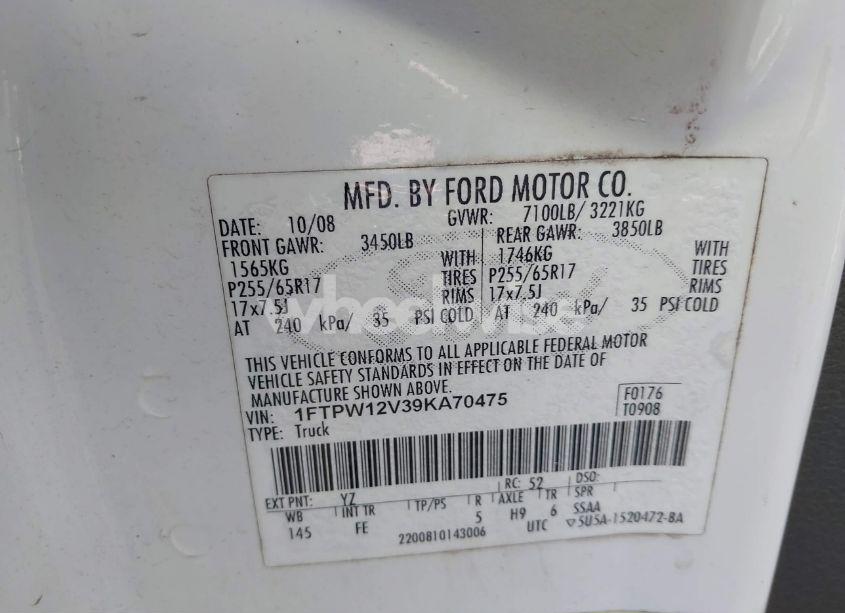 MFD. BY FORD MOTOR CO.
DATE: 10/08 GVWR: 7100LB/ 3221KG
FRONT GAWR: 3450LB REAR GAWR: 3850LB
1565KG WITH 1746KG WITH
P255/65R17 TIRES P255/65R17 TIRES
17x7.5J RIMS 17x7.5J RIMS
AT 240 kPa/ 35 PSI COLD AT 240 kPa/ 35 PSI COLD
wheelwise
THIS VEHICLE CONFORMS TO ALL APPLICABLE FEDERAL MOTOR
VEHICLE SAFETY STANDARDS IN EFFECT ON THE DATE OF
MANUFACTURE SHOWN ABOVE.
VIN: 1FTPW12V39KA70475 F0176
TYPE: Truck T0908
EXT PNT: YZ RC: 52 DSO:
WB INT TR TP/PS R AXLE TR SPR
145 FE 5 H9 6 SSAA
2200810143006 UTC ▽5U5A-1520472-BA